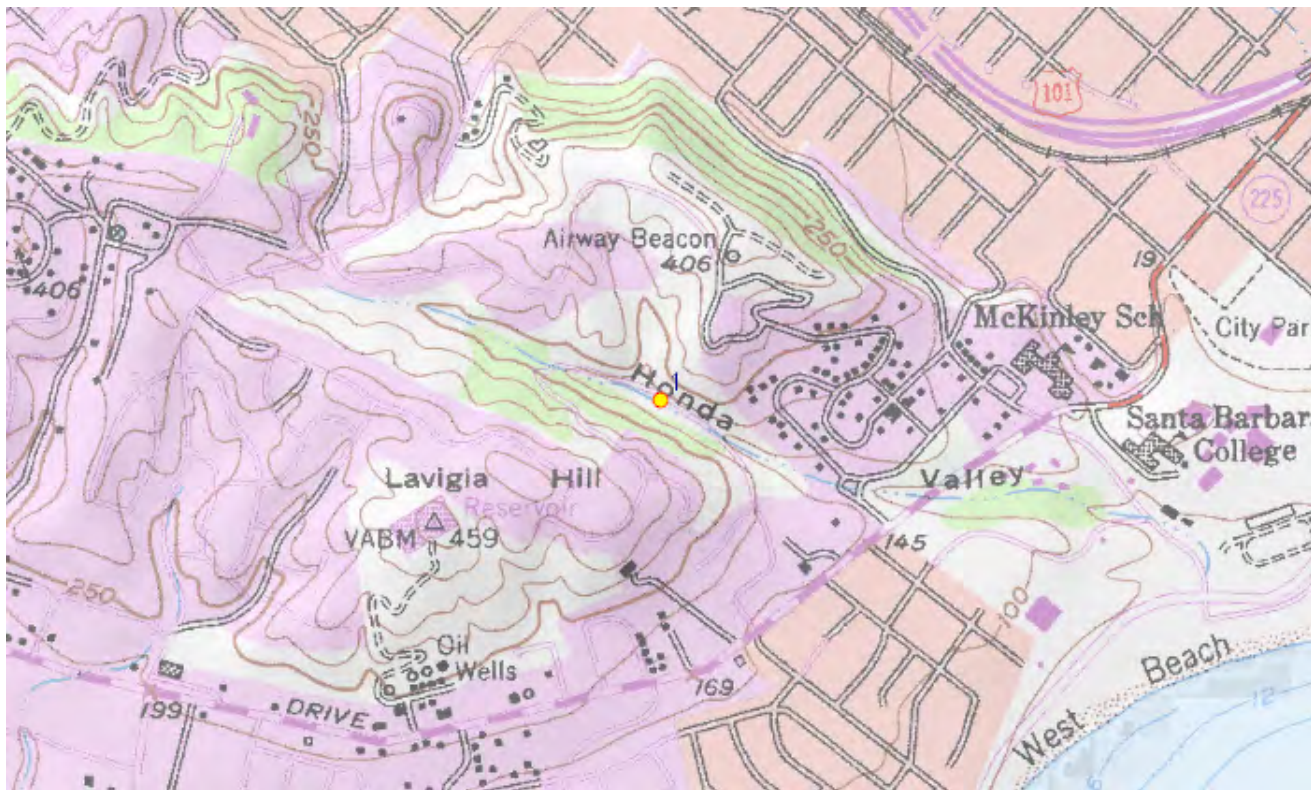 101
250
225
Airway Beacon
406
19
406
McKinley Sch
City Par
Honda
Santa Barbar
College
Lavigia Hill
Valley
Reservoir
VABM 459
145
250
100
Oil
Wells
Beach
169
199
DRIVE
West
12
250